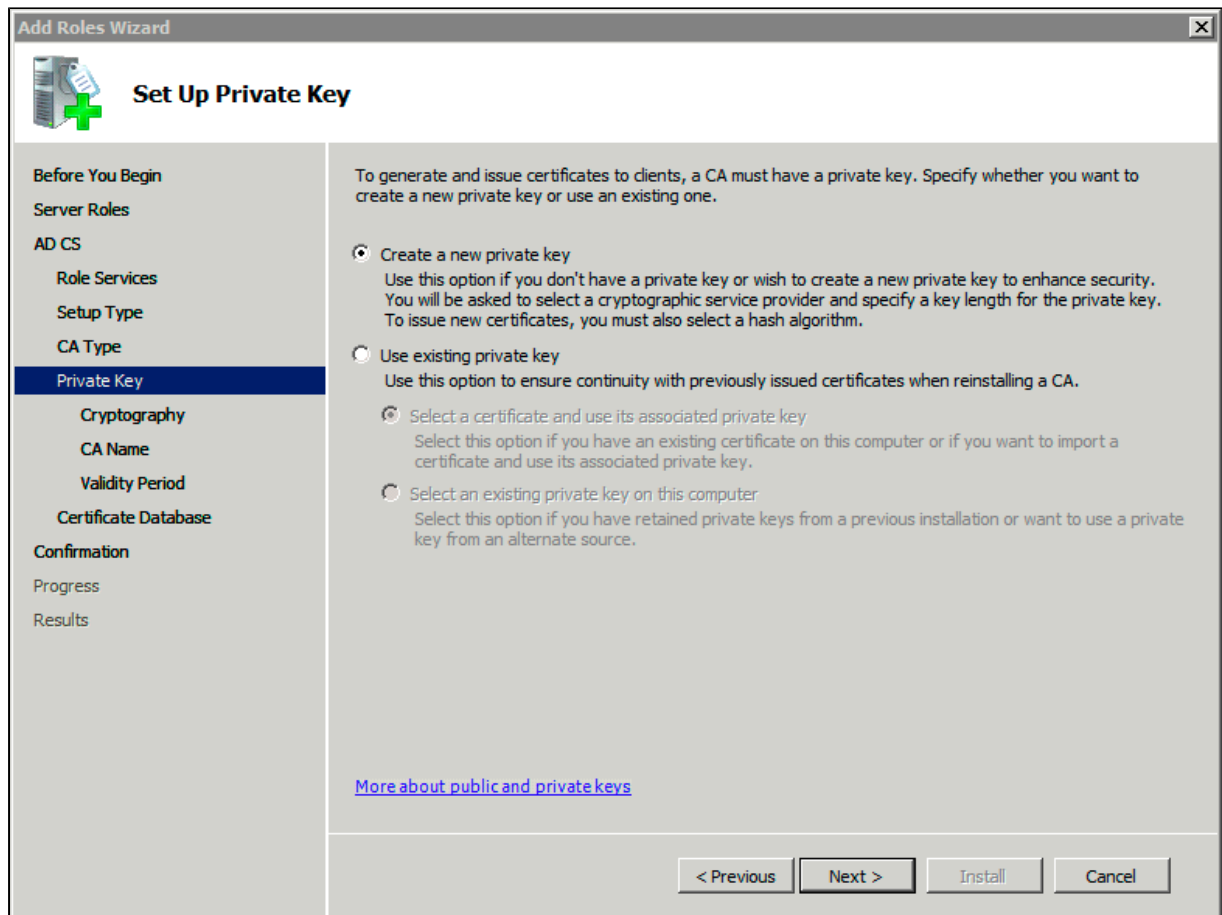 Add Roles Wizard
Set Up Private Key
Before You Begin
Server Roles
AD CS
Role Services
Setup Type
CA Type
Private Key
Cryptography
CA Name
Validity Period
Certificate Database
Confirmation
Progress
Results
To generate and issue certificates to clients, a CA must have a private key. Specify whether you want to
create a new private key or use an existing one.
Create a new private key
Use this option if you don't have a private key or wish to create a new private key to enhance security.
You will be asked to select a cryptographic service provider and specify a key length for the private key.
To issue new certificates, you must also select a hash algorithm.
Use existing private key
Use this option to ensure continuity with previously issued certificates when reinstalling a CA.
Select a certificate and use its associated private key
Select this option if you have an existing certificate on this computer or if you want to import a
certificate and use its associated private key.
Select an existing private key on this computer
Select this option if you have retained private keys from a previous installation or want to use a private
key from an alternate source.
More about public and private keys
< Previous
Next >
Install
Cancel